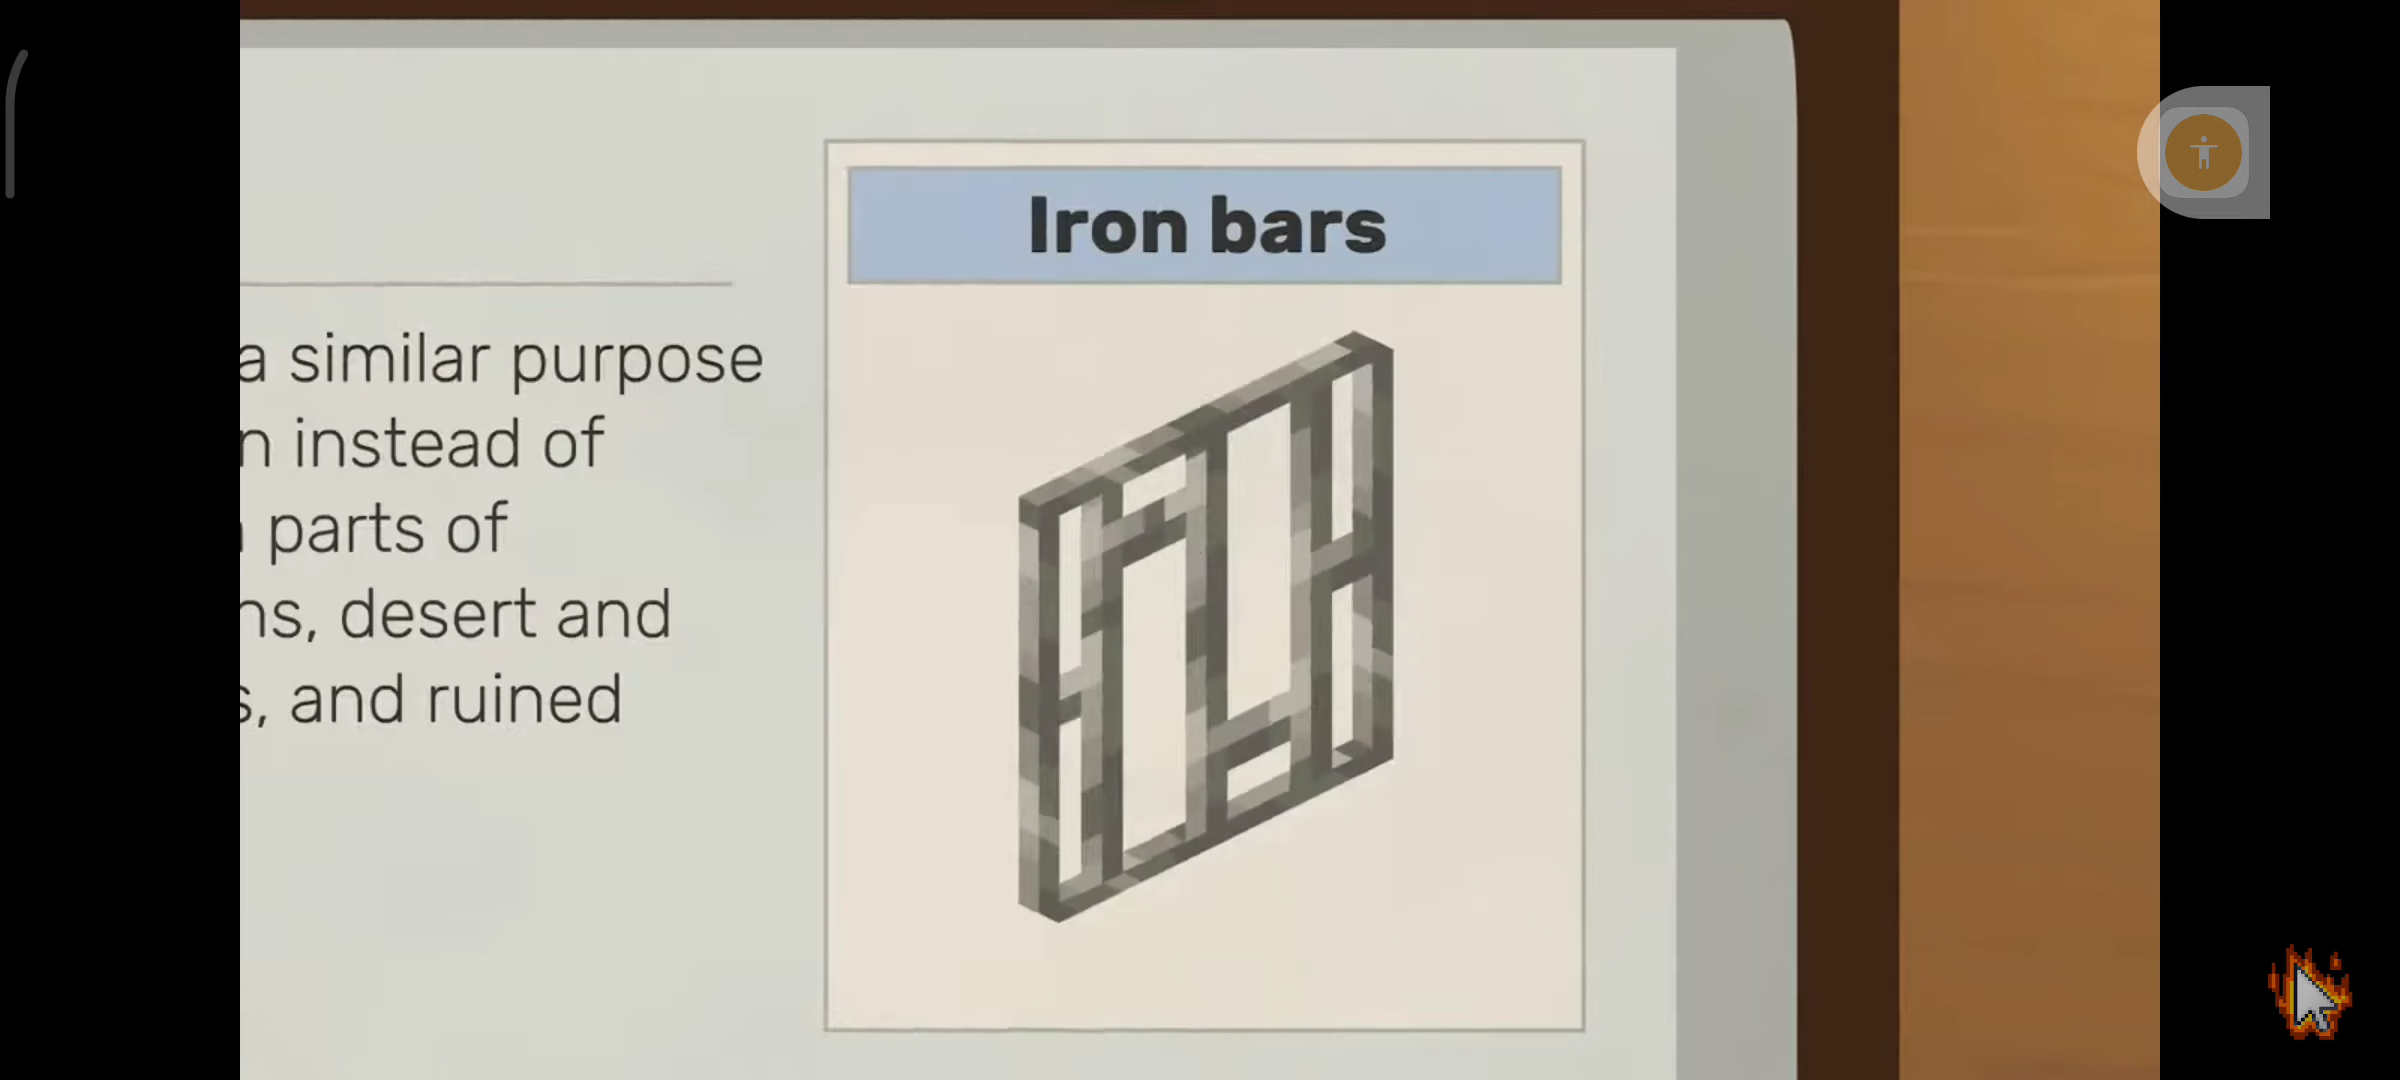 Iron bars
a similar purpose
n instead of
parts of
ns, desert and
s, and ruined